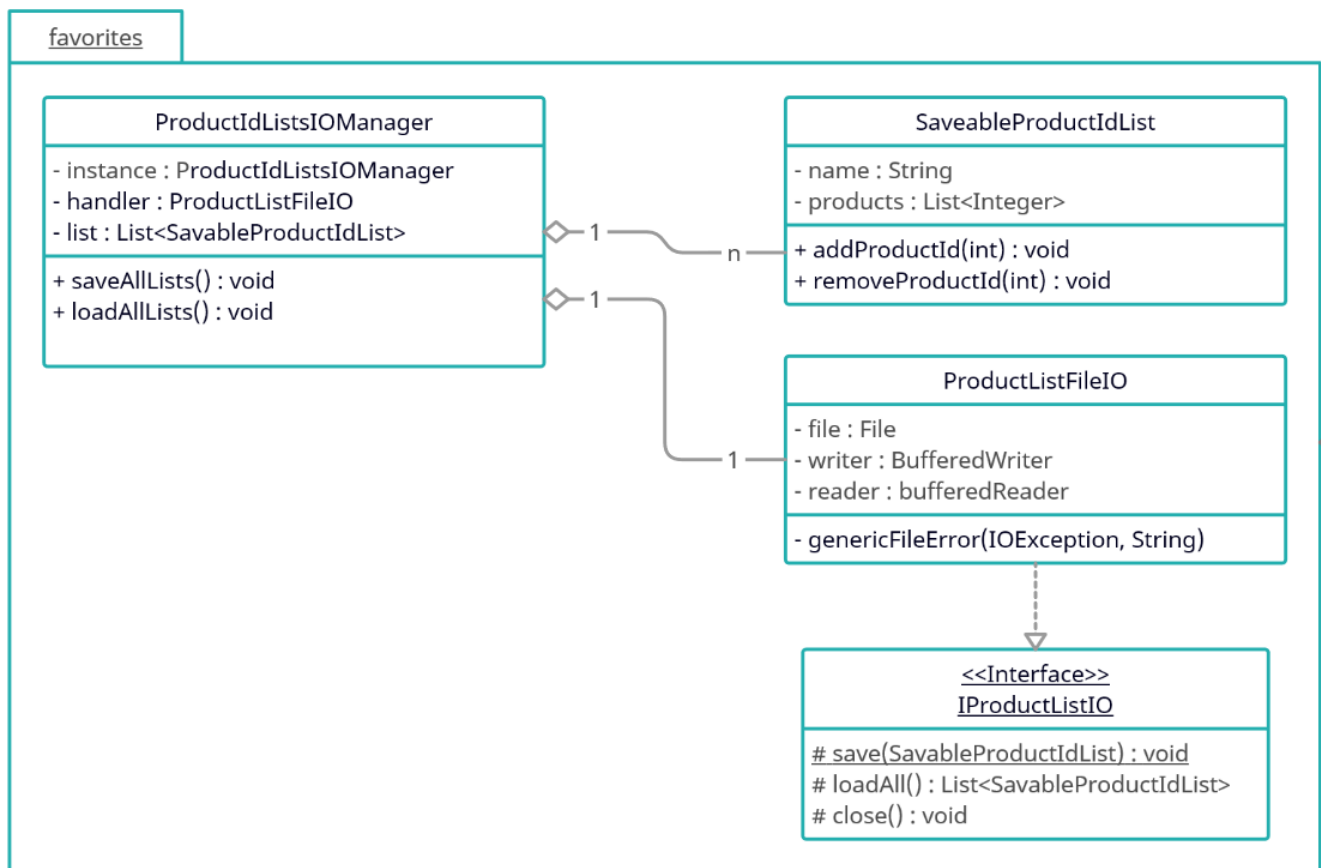 favorites
ProductIdListsIOManager
- instance : ProductIdListsIOManager
- handler : ProductListFileIO
- list : List<SavableProductIdList>
+ saveAllLists() : void
+ loadAllLists() : void
1
n
1
1
SaveableProductIdList
- name : String
- products : List<Integer>
+ addProductId(int) : void
+ removeProductId(int) : void
ProductListFileIO
- file : File
- writer : BufferedWriter
- reader : bufferedReader
- genericFileError(IOException, String)
<<Interface>>
IProductListIO
# save(SavableProductIdList) : void
# loadAll() : List<SavableProductIdList>
# close() : void